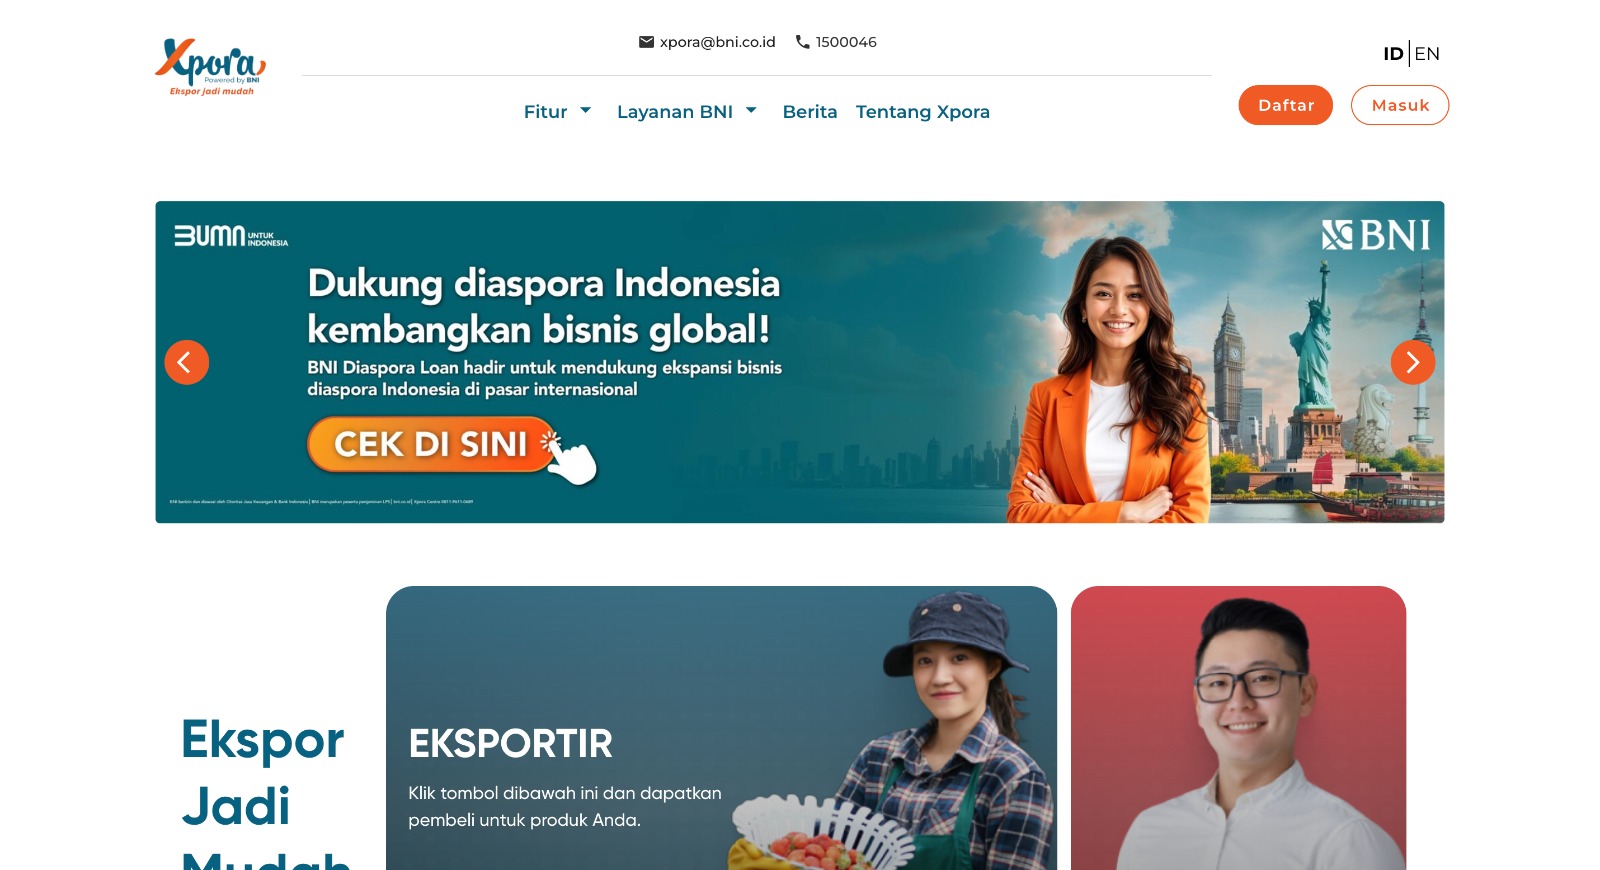 Xpora
Powered by BNI
Ekspor jadi mudah
xpora@bni.co.id
1500046
ID
EN
Fitur
Layanan BNI
Berita
Tentang Xpora
Daftar
Masuk
BUMN UNTUK
INDONESIA
BNI
Dukung diaspora Indonesia
kembangkan bisnis global!
BNI Diaspora Loan hadir untuk mendukung ekspansi bisnis
diaspora Indonesia di pasar internasional
CEK DI SINI
EKSPORTIR
Klik tombol dibawah ini dan dapatkan
pembeli untuk produk Anda.
Ekspor
Jadi
Mudah